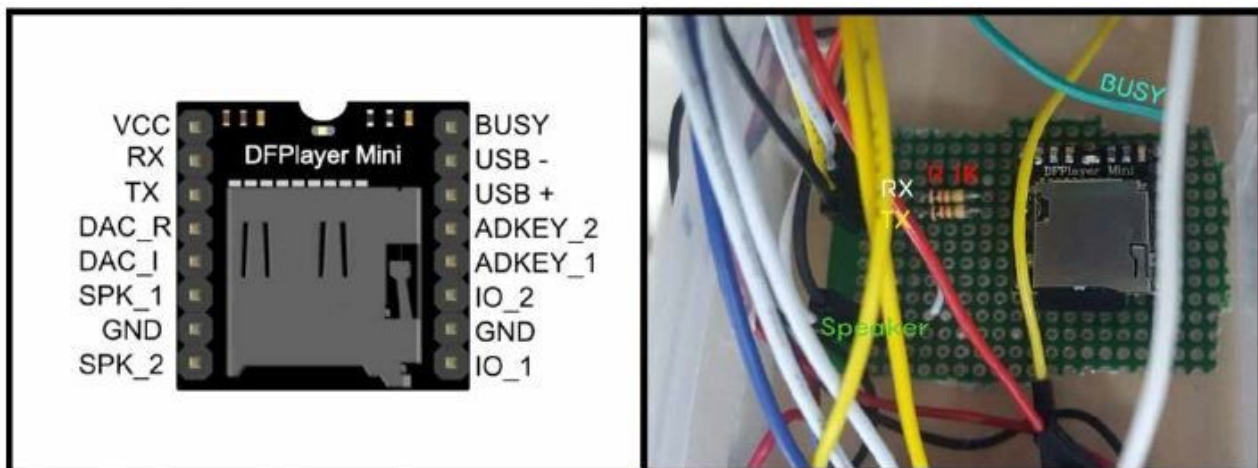 VCC
RX
TX
DAC_R
DAC_I
SPK_1
GND
SPK_2
DFPlayer Mini
BUSY
USB -
USB +
ADKEY_2
ADKEY_1
IO_2
GND
IO_1
BUSY
RX
R 1K
TX
DFPlayer Mini
Speaker